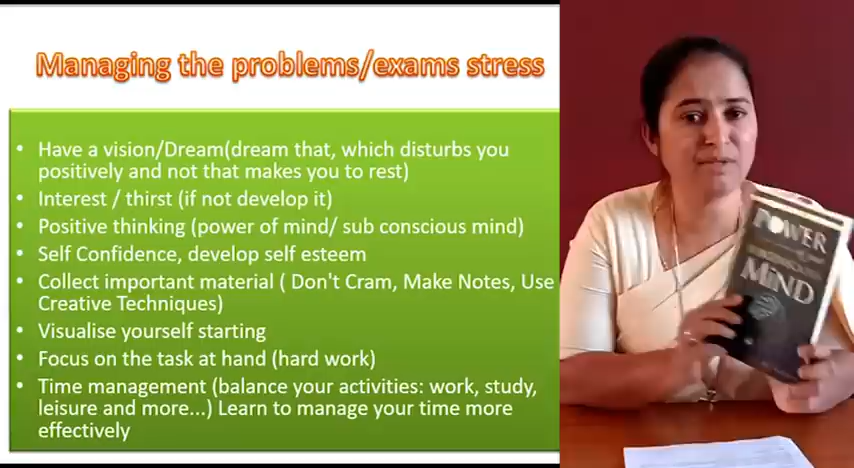 Managing the problems/exams stress
• Have a vision/Dream(dream that, which disturbs you
positively and not that makes you to rest)
• Interest / thirst (if not develop it)
• Positive thinking (power of mind/ sub conscious mind)
• Self Confidence, develop self esteem
• Collect important material ( Don't Cram, Make Notes, Use
Creative Techniques)
• Visualise yourself starting
• Focus on the task at hand (hard work)
• Time management (balance your activities: work, study,
leisure and more...) Learn to manage your time more
effectively
POWER
MIND